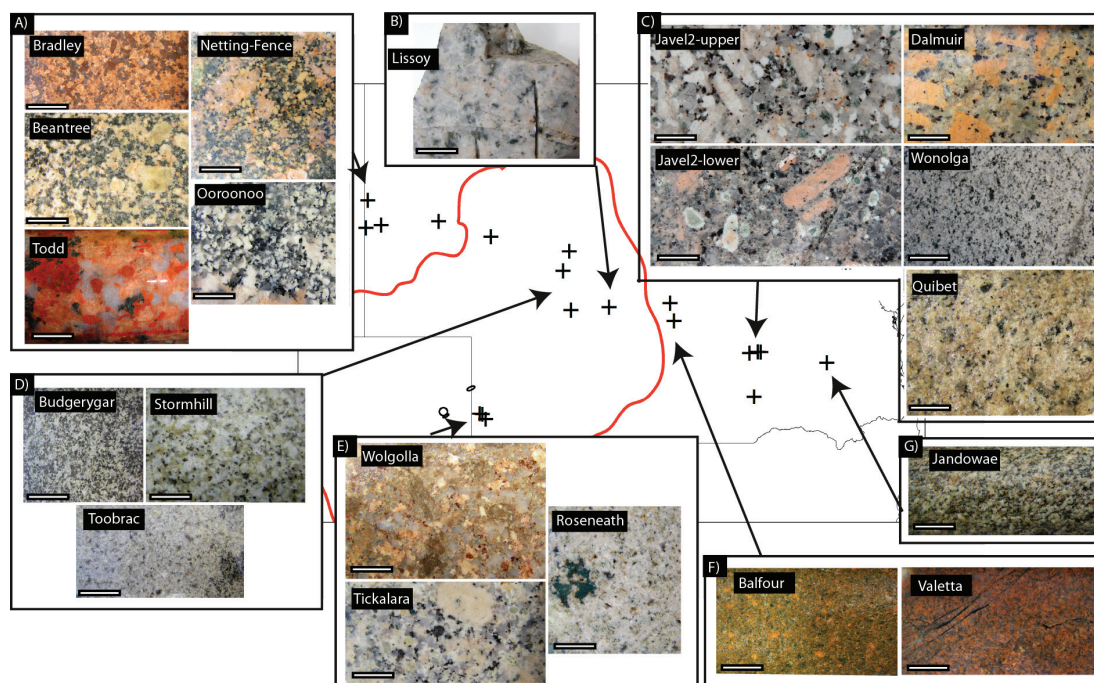 A)
Bradley
Netting-Fence
Beantree
Ooroonoo
Todd
B)
Lissoy
C)
Javel2-upper
Dalmuir
Javel2-lower
Wonolga
Quibet
D)
Budgerygar
Stormhill
Toobrac
E)
Wolgolla
Roseneath
Tickalara
G)
Jandowae
F)
Balfour
Valetta